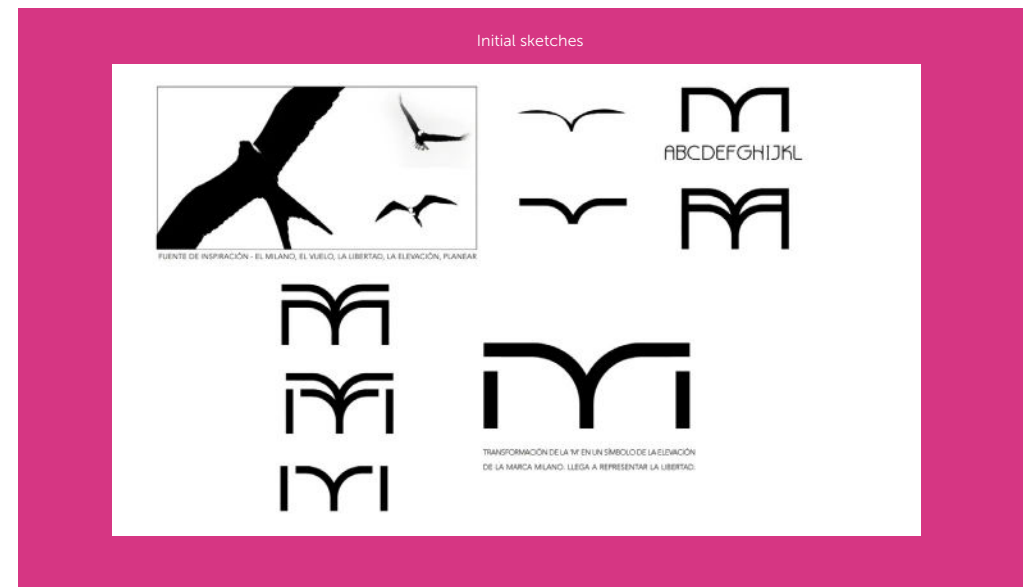 Initial sketches
ABCDEFGHIJKL
FUENTE DE INSPIRACIÓN - EL MILANO, EL VUELO, LA LIBERTAD, LA ELEVACIÓN, PLANEAR
TRANSFORMACIÓN DE LA 'M' EN UN SÍMBOLO DE LA ELEVACIÓN
DE LA MARCA MILANO. LLEGA A REPRESENTAR LA LIBERTAD.